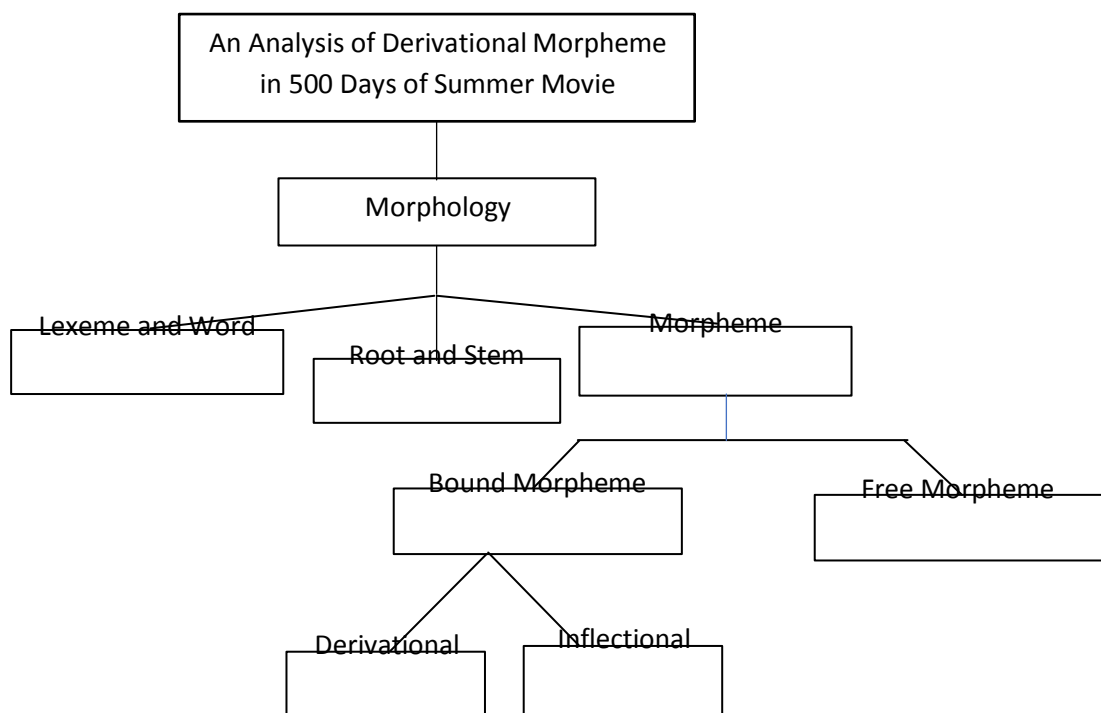 An Analysis of Derivational Morpheme
in 500 Days of Summer Movie
Morphology
Lexeme and Word
Root and Stem
Morpheme
Bound Morpheme
Free Morpheme
Derivational
Inflectional